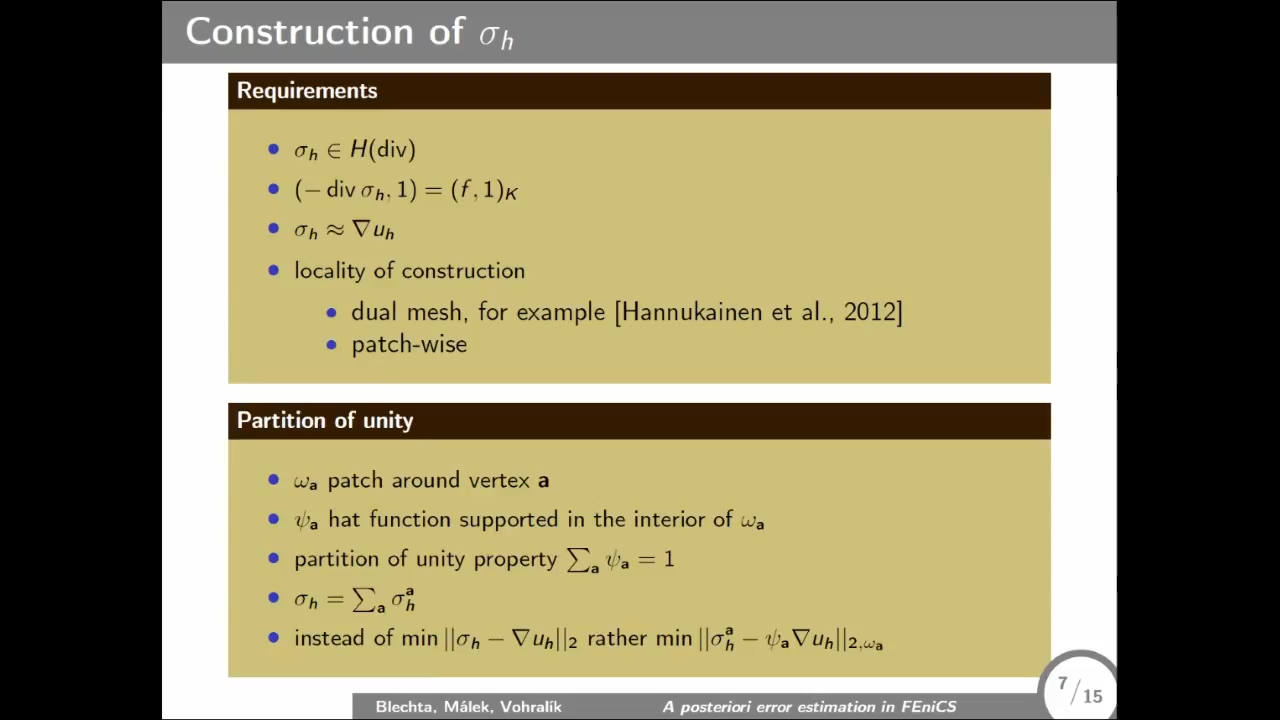 Construction of σ_h
Requirements
• σ_h ∈ H(div)
• (− div σ_h, 1) = (f, 1)_K
• σ_h ≈ ∇u_h
• locality of construction
• dual mesh, for example [Hannukainen et al., 2012]
• patch-wise
Partition of unity
• ω_a patch around vertex a
• ψ_a hat function supported in the interior of ω_a
• partition of unity property ∑_a ψ_a = 1
• σ_h = ∑_a σ_h^a
• instead of min ||σ_h − ∇u_h||_2 rather min ||σ_h^a − ψ_a∇u_h||_{2,ω_a}
7/15
Blechta, Málek, Vohralík A posteriori error estimation in FEniCS